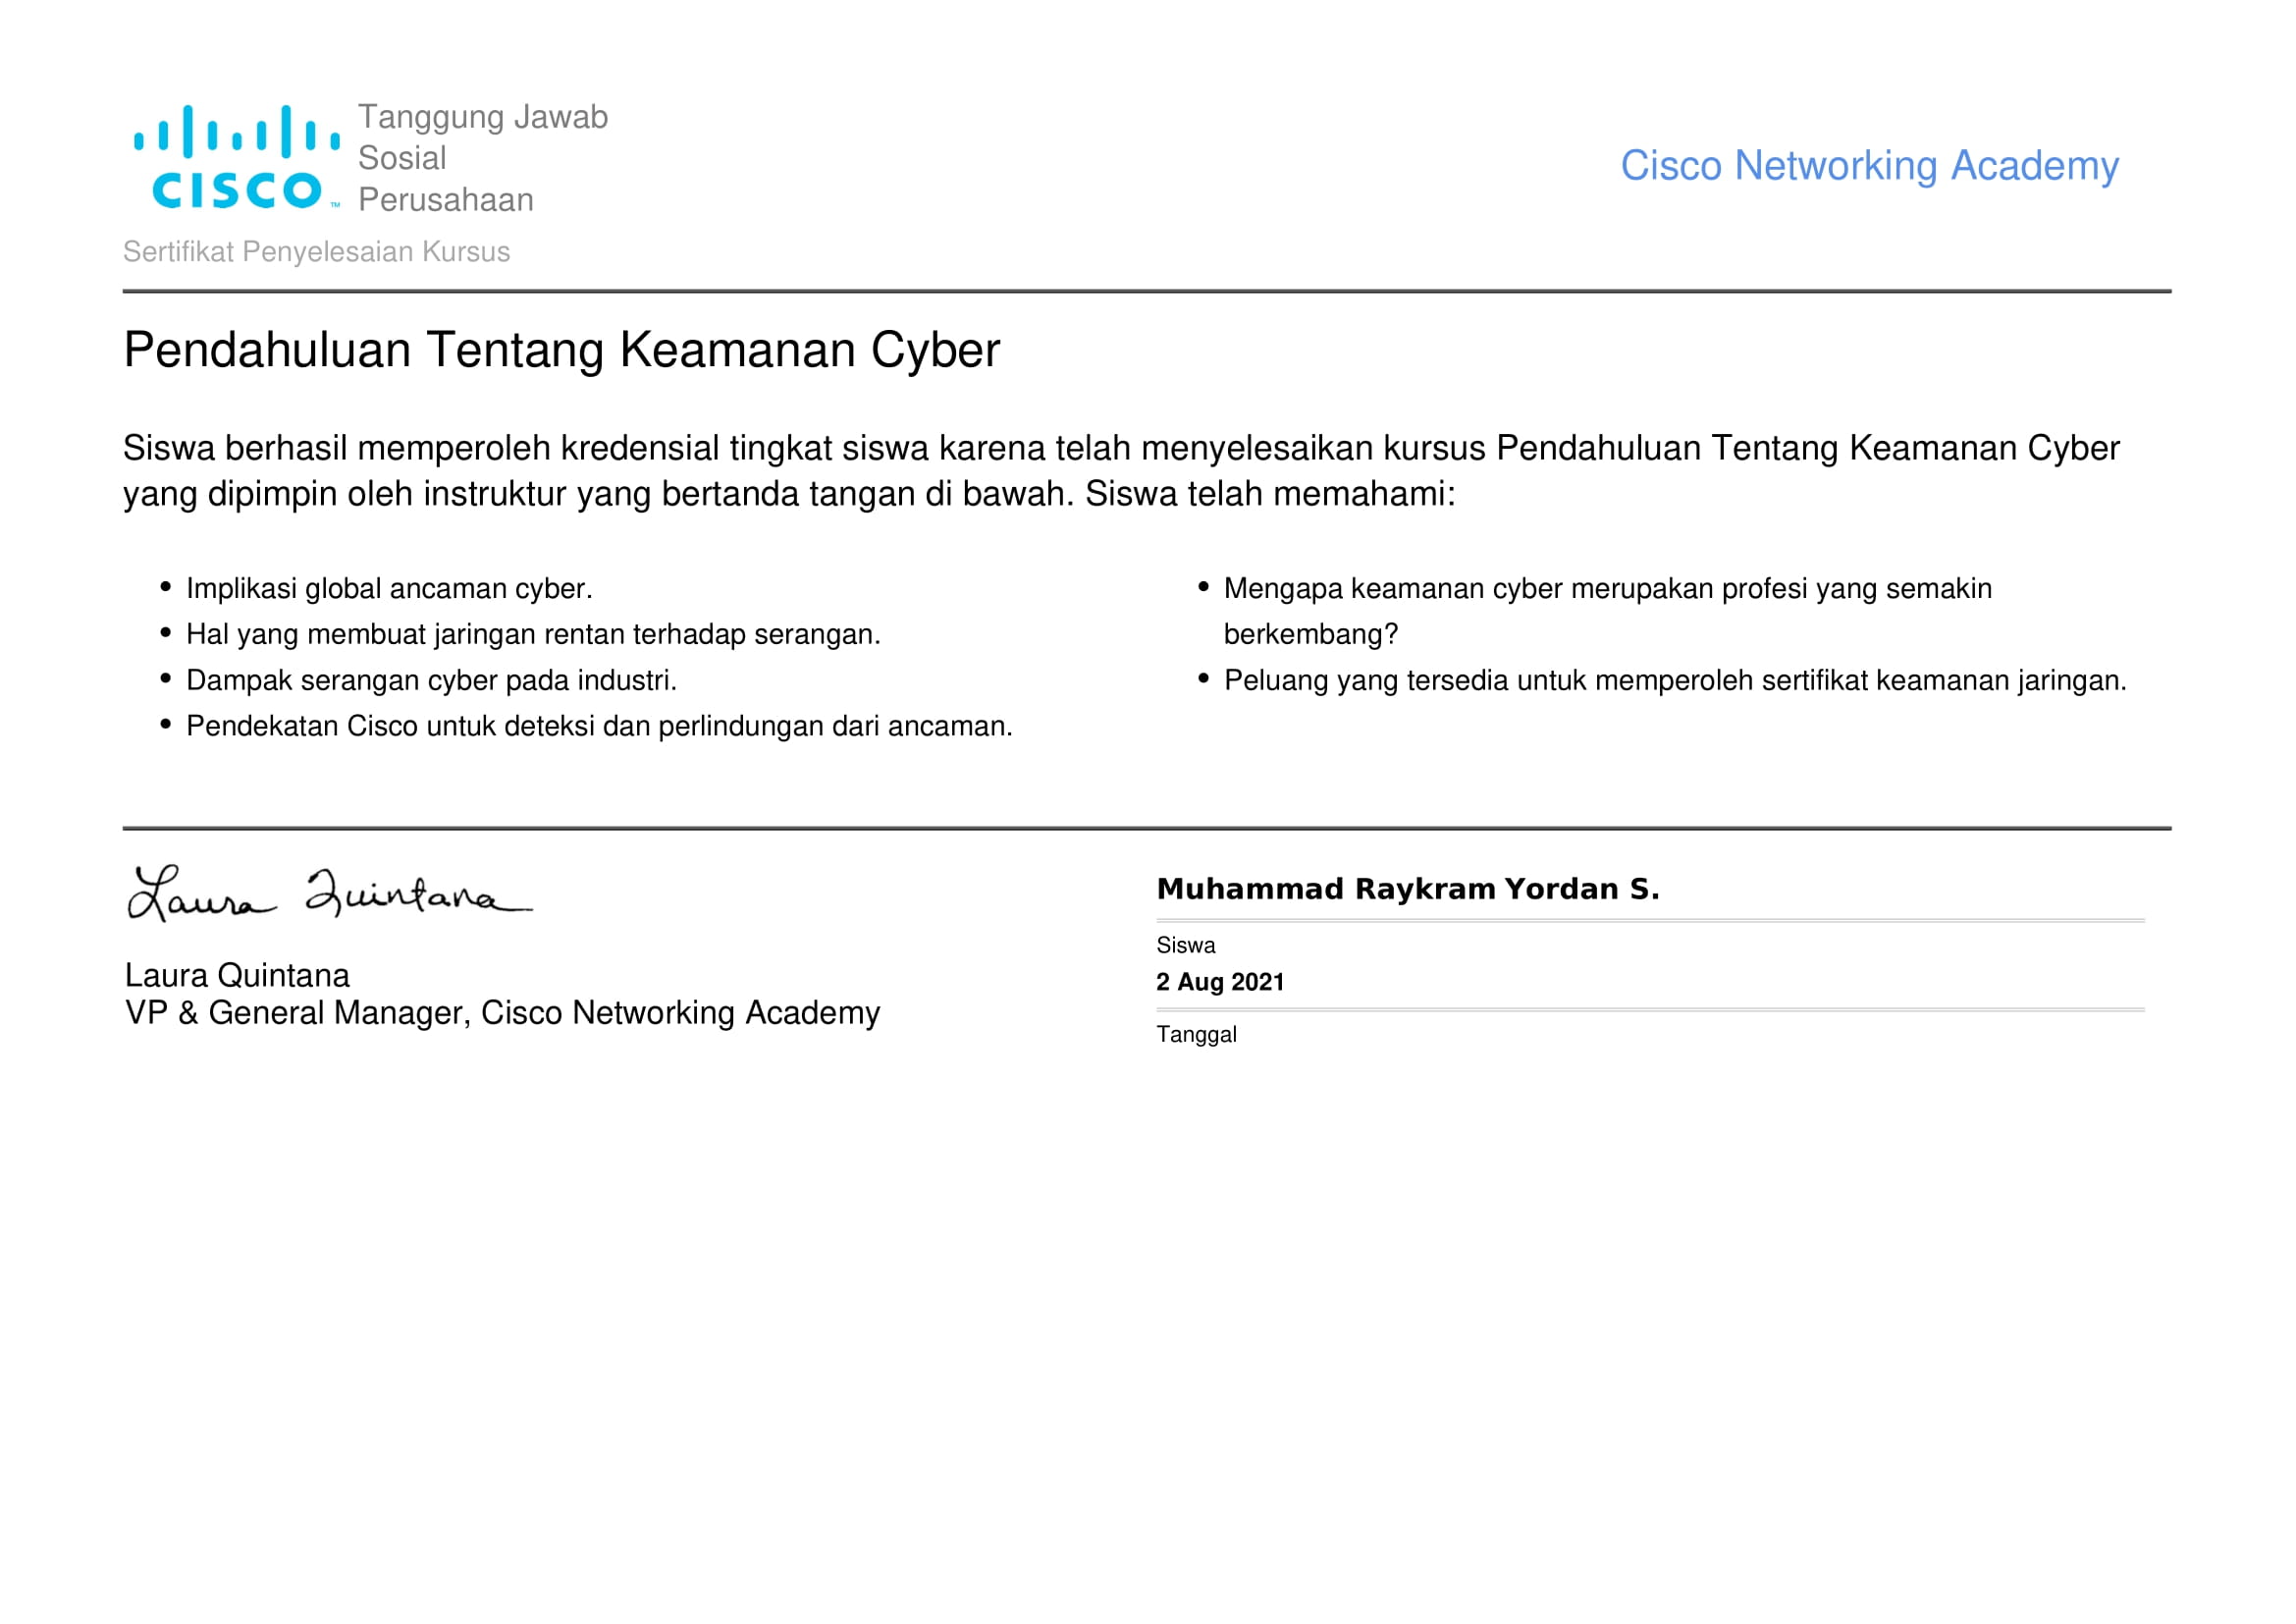 Tanggung Jawab
Sosial
Perusahaan
CISCO™
Cisco Networking Academy
Sertifikat Penyelesaian Kursus
Pendahuluan Tentang Keamanan Cyber
Siswa berhasil memperoleh kredensial tingkat siswa karena telah menyelesaikan kursus Pendahuluan Tentang Keamanan Cyber
yang dipimpin oleh instruktur yang bertanda tangan di bawah. Siswa telah memahami:
• Implikasi global ancaman cyber.
• Hal yang membuat jaringan rentan terhadap serangan.
• Dampak serangan cyber pada industri.
• Pendekatan Cisco untuk deteksi dan perlindungan dari ancaman.
• Mengapa keamanan cyber merupakan profesi yang semakin
berkembang?
• Peluang yang tersedia untuk memperoleh sertifikat keamanan jaringan.
Laura Quintana
Laura Quintana
VP & General Manager, Cisco Networking Academy
Muhammad Raykram Yordan S.
Siswa
2 Aug 2021
Tanggal